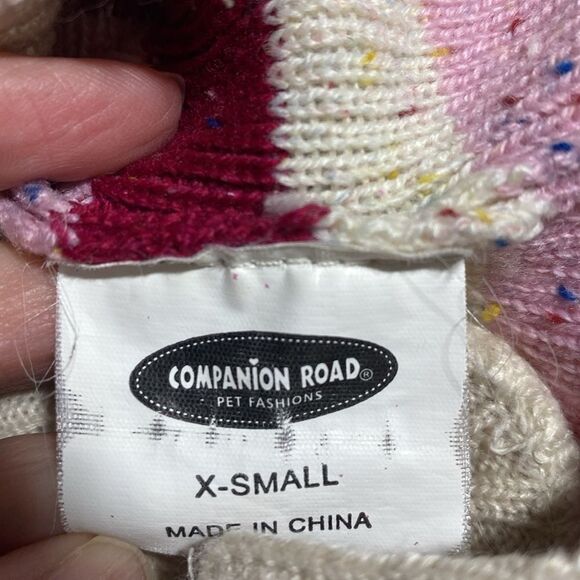 COMPANION ROAD®
PET FASHIONS
X-SMALL
MADE IN CHINA